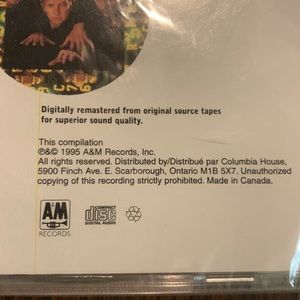 Digitally remastered from original source tapes
for superior sound quality.
This compilation
℗&© 1995 A&M Records, Inc.
All rights reserved. Distributed by/Distribué par Columbia House,
5900 Finch Ave. E. Scarborough, Ontario M1B 5X7. Unauthorized
copying of this recording strictly prohibited. Made in Canada.
A&M
RECORDS
COMPACT
disc
DIGITAL AUDIO